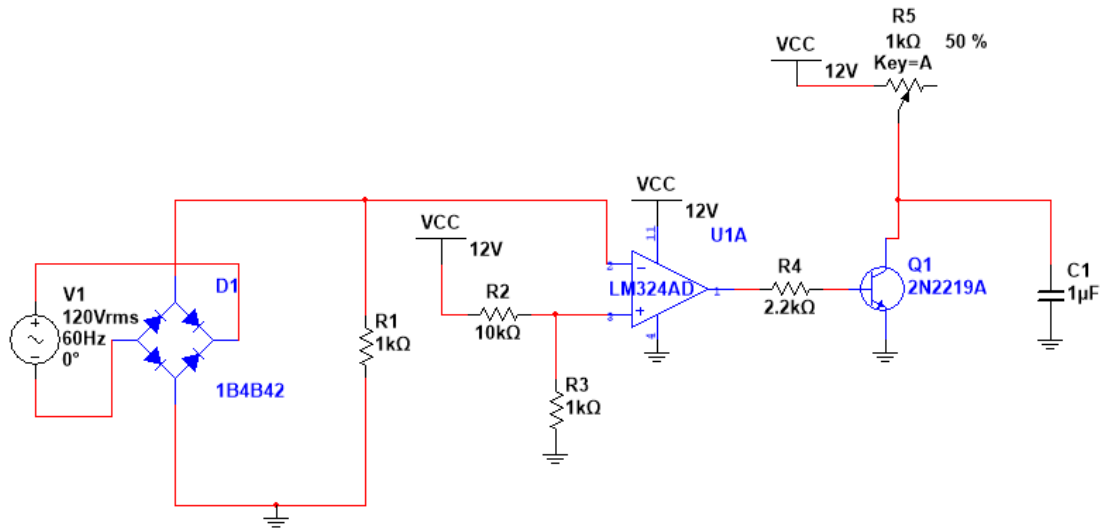 R5
1kΩ 50 %
Key=A
VCC
12V
VCC
12V
VCC
12V
11
U1A
2
LM324AD
1
3
4
R4
2.2kΩ
Q1
2N2219A
C1
1µF
V1
120Vrms
60Hz
0°
D1
1B4B42
R1
1kΩ
R2
10kΩ
R3
1kΩ